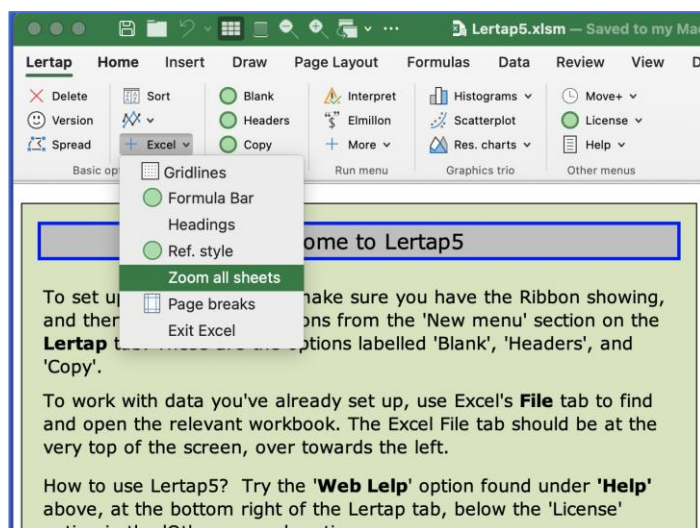 Lertap5.xlsm — Saved to my Mac
Lertap Home Insert Draw Page Layout Formulas Data Review View
Delete Sort Blank Interpret Histograms Move+
Version Headers Elmillon Scatterplot License
Spread Excel Copy More Res. charts Help
Basic Run menu Graphics trio Other menus
Gridlines
Formula Bar
Headings
Ref. style
Zoom all sheets
Page breaks
Exit Excel
ome to Lertap5
To set u ake sure you have the Ribbon showing,
and then ons from the 'New menu' section on the
Lertap options labelled 'Blank', 'Headers', and
'Copy'.
To work with data you've already set up, use Excel's File tab to find
and open the relevant workbook. The Excel File tab should be at the
very top of the screen, over towards the left.
How to use Lertap5? Try the 'Web Lelp' option found under 'Help'
above, at the bottom right of the Lertap tab, below the 'License'